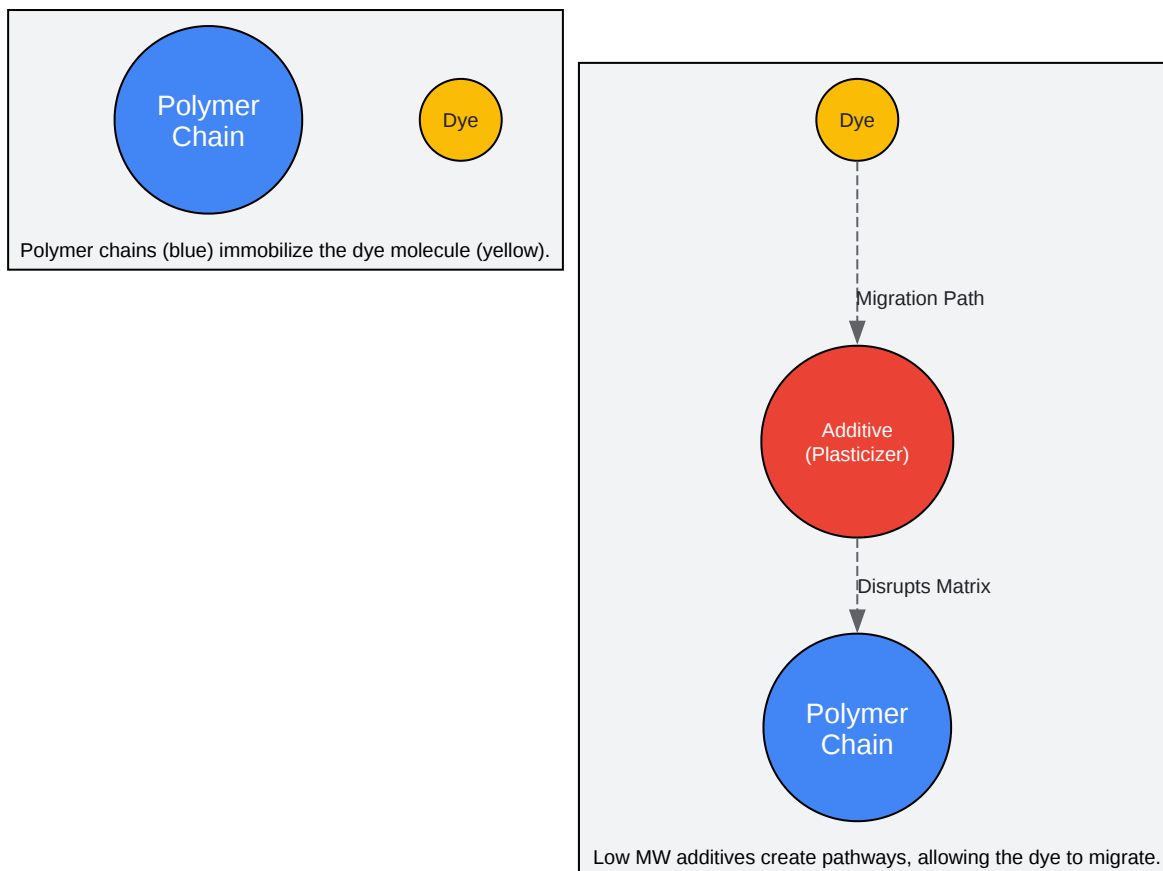 Polymer
Chain
Dye
Polymer chains (blue) immobilize the dye molecule (yellow).
Dye
Migration Path
Additive
(Plasticizer)
Disrupts Matrix
Polymer
Chain
Low MW additives create pathways, allowing the dye to migrate.